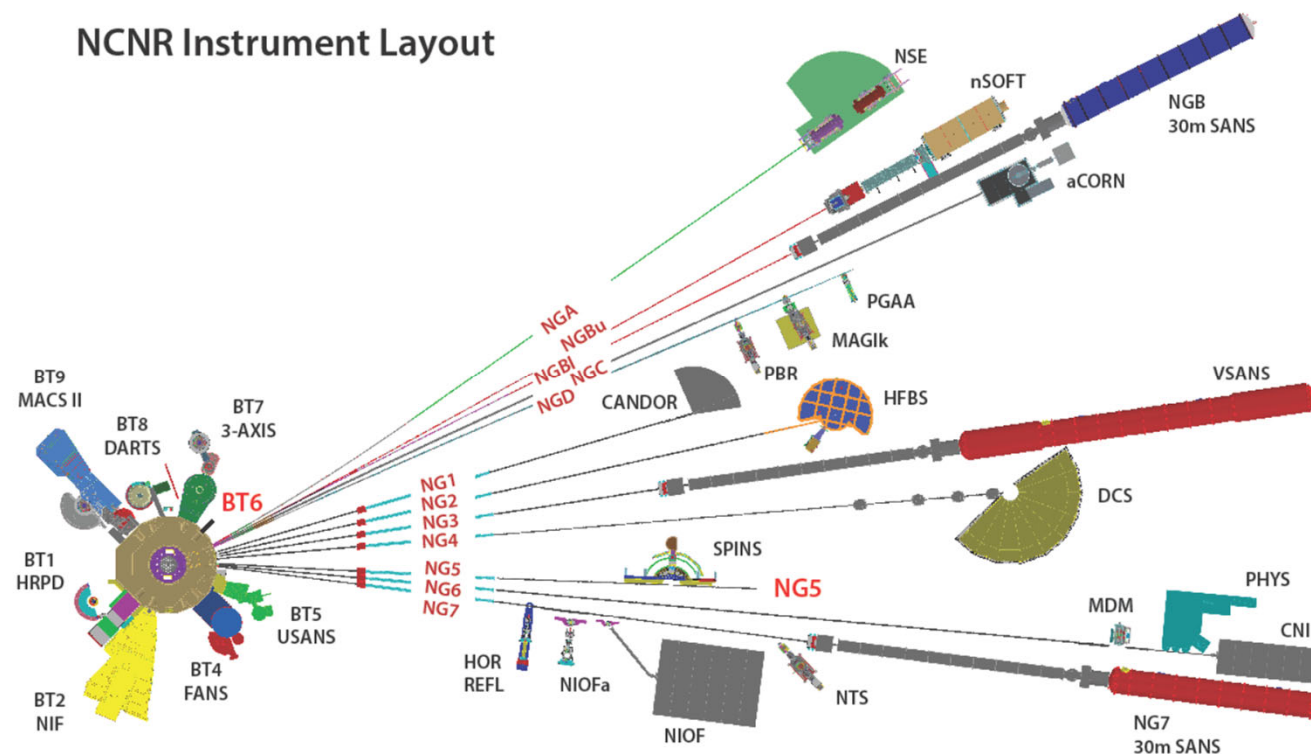 NCNR Instrument Layout
NSE
nSOFT
NGB
30m SANS
aCORN
NGA
NGBu
NGBl
NGC
NGD
PGAA
MAGIk
PBR
CANDOR
HFBS
VSANS
BT9
MACS II
BT8
DARTS
BT7
3-AXIS
BT6
NG1
NG2
NG3
NG4
DCS
BT1
HRPD
SPINS
NG5
NG6
NG7
NG5
BT5
USANS
BT4
FANS
BT2
NIF
HOR
REFL
NIOFa
NIOF
NTS
MDM
PHYS
CNI
NG7
30m SANS